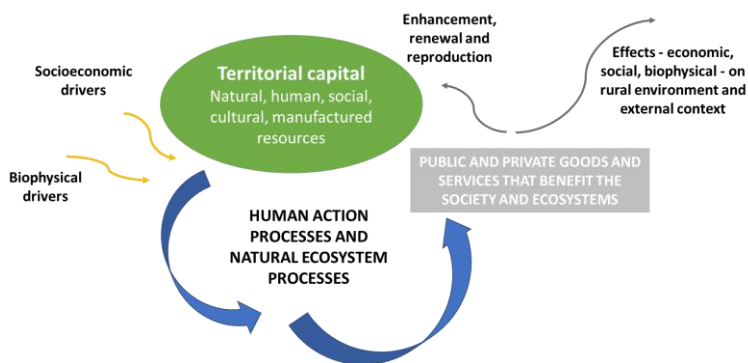 Enhancement,
renewal and
reproduction
Effects - economic,
social, biophysical - on
rural environment and
external context
Socioeconomic
drivers
Territorial capital
Natural, human, social,
cultural, manufactured
resources
Biophysical
drivers
PUBLIC AND PRIVATE GOODS AND
SERVICES THAT BENEFIT THE
SOCIETY AND ECOSYSTEMS
HUMAN ACTION
PROCESSES AND
NATURAL ECOSYSTEM
PROCESSES